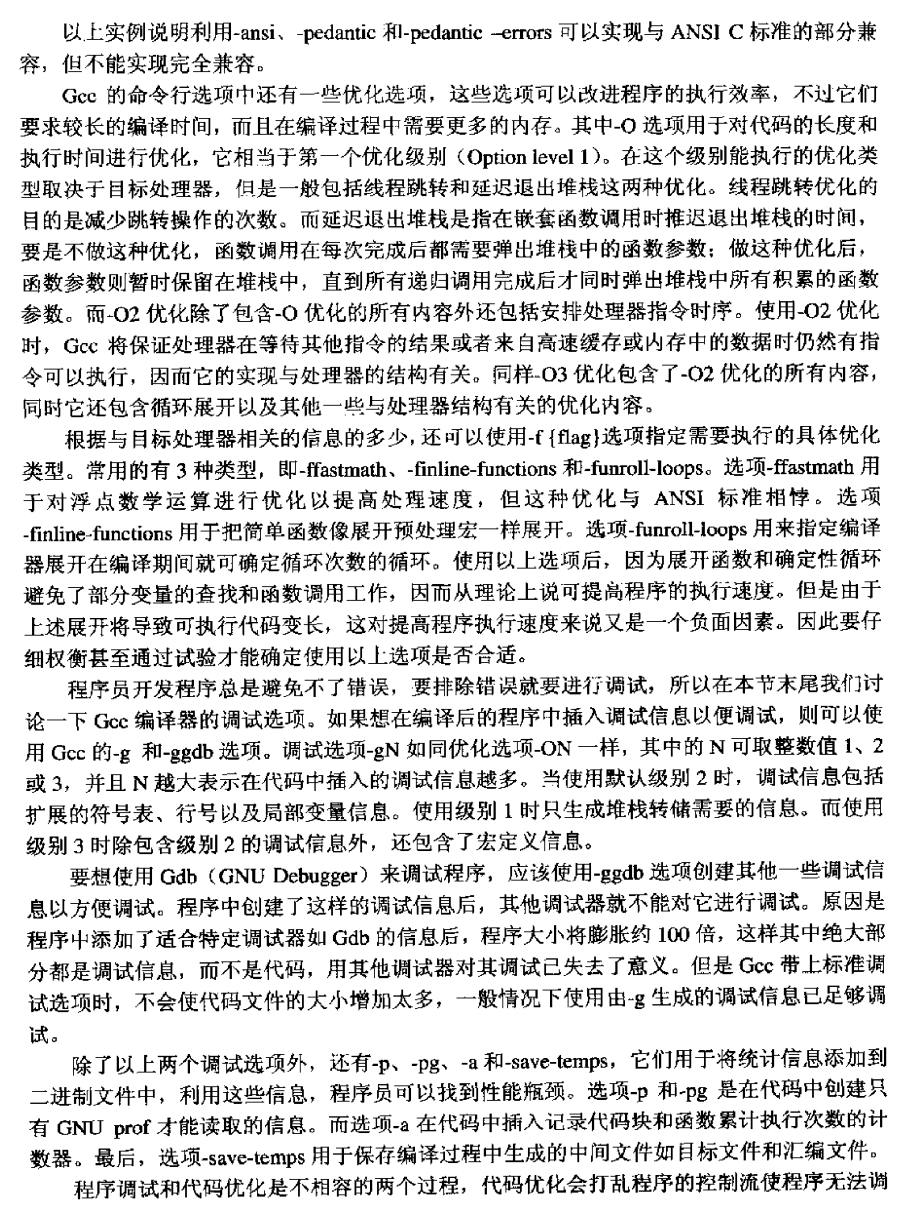 以上实例说明利用-ansi、-pedantic 和-pedantic –errors 可以实现与 ANSI C 标准的部分兼
容，但不能实现完全兼容。
Gcc 的命令行选项中还有一些优化选项，这些选项可以改进程序的执行效率，不过它们
要求较长的编译时间，而且在编译过程中需要更多的内存。其中-O 选项用于对代码的长度和
执行时间进行优化，它相当于第一个优化级别（Option level 1）。在这个级别能执行的优化类
型取决于目标处理器，但是一般包括线程跳转和延迟退出堆栈这两种优化。线程跳转优化的
目的是减少跳转操作的次数。而延迟退出堆栈是指在嵌套函数调用时推迟退出堆栈的时间，
要是不做这种优化，函数调用在每次完成后都需要弹出堆栈中的函数参数；做这种优化后，
函数参数则暂时保留在堆栈中，直到所有递归调用完成后才同时弹出堆栈中所有积累的函数
参数。而-O2 优化除了包含-O 优化的所有内容外还包括安排处理器指令时序。使用-O2 优化
时，Gcc 将保证处理器在等待其他指令的结果或者来自高速缓存或内存中的数据时仍然有指
令可以执行，因而它的实现与处理器的结构有关。同样-O3 优化包含了-O2 优化的所有内容，
同时它还包含循环展开以及其他一些与处理器结构有关的优化内容。
根据与目标处理器相关的信息的多少，还可以使用-f {flag}选项指定需要执行的具体优化
类型。常用的有 3 种类型，即-ffastmath、-finline-functions 和-funroll-loops。选项-ffastmath 用
于对浮点数学运算进行优化以提高处理速度，但这种优化与 ANSI 标准相悖。选项
-finline-functions 用于把简单函数像展开预处理宏一样展开。选项-funroll-loops 用来指定编译
器展开在编译期间就可确定循环次数的循环。使用以上选项后，因为展开函数和确定性循环
避免了部分变量的查找和函数调用工作，因而从理论上说可提高程序的执行速度。但是由于
上述展开将导致可执行代码变长，这对提高程序执行速度来说又是一个负面因素。因此要仔
细权衡甚至通过试验才能确定使用以上选项是否合适。
程序员开发程序总是避免不了错误，要排除错误就要进行调试，所以在本节末尾我们讨
论一下 Gcc 编译器的调试选项。如果想在编译后的程序中插入调试信息以便调试，则可以使
用 Gcc 的-g 和-ggdb 选项。调试选项-gN 如同优化选项-ON 一样，其中的 N 可取整数值 1、2
或 3，并且 N 越大表示在代码中插入的调试信息越多。当使用默认级别 2 时，调试信息包括
扩展的符号表、行号以及局部变量信息。使用级别 1 时只生成堆栈转储需要的信息。而使用
级别 3 时除包含级别 2 的调试信息外，还包含了宏定义信息。
要想使用 Gdb（GNU Debugger）来调试程序，应该使用-ggdb 选项创建其他一些调试信
息以方便调试。程序中创建了这样的调试信息后，其他调试器就不能对它进行调试。原因是
程序中添加了适合特定调试器如 Gdb 的信息后，程序大小将膨胀约 100 倍，这样其中绝大部
分都是调试信息，而不是代码，用其他调试器对其调试已失去了意义。但是 Gcc 带上标准调
试选项时，不会使代码文件的大小增加太多，一般情况下使用由-g 生成的调试信息已足够调
试。
除了以上两个调试选项外，还有-p、-pg、-a 和-save-temps，它们用于将统计信息添加到
二进制文件中，利用这些信息，程序员可以找到性能瓶颈。选项-p 和-pg 是在代码中创建只
有 GNU prof 才能读取的信息。而选项-a 在代码中插入记录代码块和函数累计执行次数的计
数器。最后，选项-save-temps 用于保存编译过程中生成的中间文件如目标文件和汇编文件。
程序调试和代码优化是不相容的两个过程，代码优化会打乱程序的控制流使程序无法调